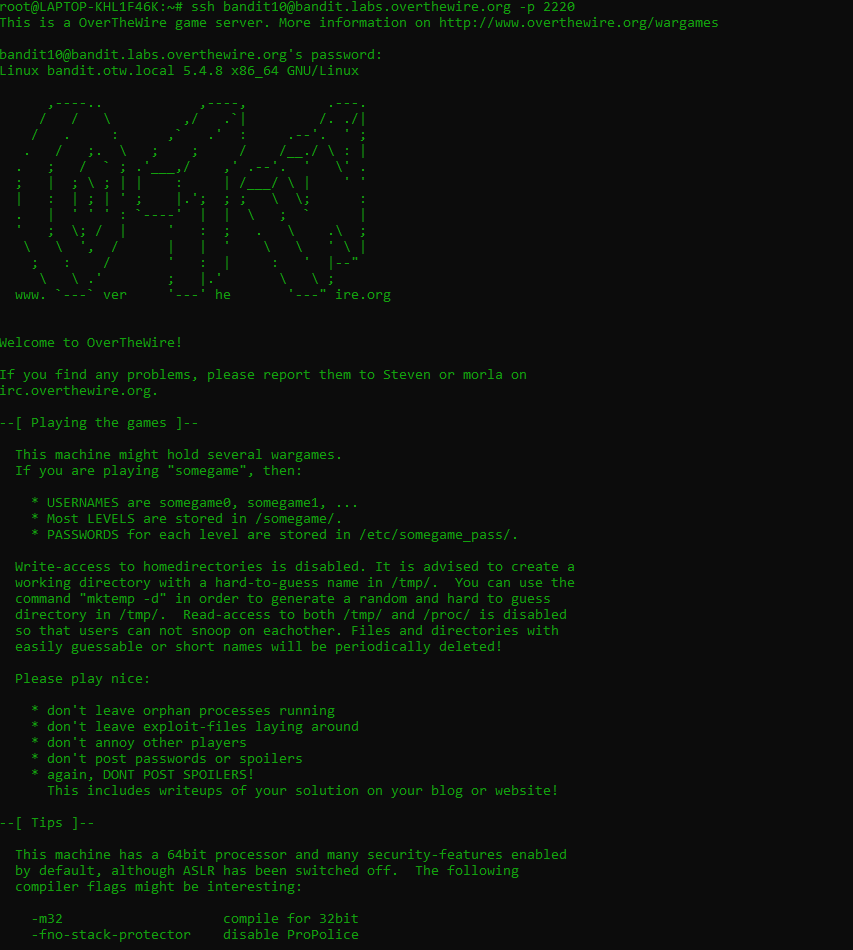 root@LAPTOP-KHL1F46K:~# ssh bandit10@bandit.labs.overthewire.org -p 2220
This is a OverTheWire game server. More information on http://www.overthewire.org/wargames
bandit10@bandit.labs.overthewire.org's password:
Linux bandit.otw.local 5.4.8 x86_64 GNU/Linux
www. ver he ire.org
Welcome to OverTheWire!
If you find any problems, please report them to Steven or morla on
irc.overthewire.org.
--[ Playing the games ]--
This machine might hold several wargames.
If you are playing "somegame", then:
* USERNAMES are somegame0, somegame1, ...
* Most LEVELS are stored in /somegame/.
* PASSWORDS for each level are stored in /etc/somegame_pass/.
Write-access to homedirectories is disabled. It is advised to create a
working directory with a hard-to-guess name in /tmp/.  You can use the
command "mktemp -d" in order to generate a random and hard to guess
directory in /tmp/.  Read-access to both /tmp/ and /proc/ is disabled
so that users can not snoop on eachother. Files and directories with
easily guessable or short names will be periodically deleted!
Please play nice:
* don't leave orphan processes running
* don't leave exploit-files laying around
* don't annoy other players
* don't post passwords or spoilers
* again, DONT POST SPOILERS!
This includes writeups of your solution on your blog or website!
--[ Tips ]--
This machine has a 64bit processor and many security-features enabled
by default, although ASLR has been switched off.  The following
compiler flags might be interesting:
-m32 compile for 32bit
-fno-stack-protector disable ProPolice